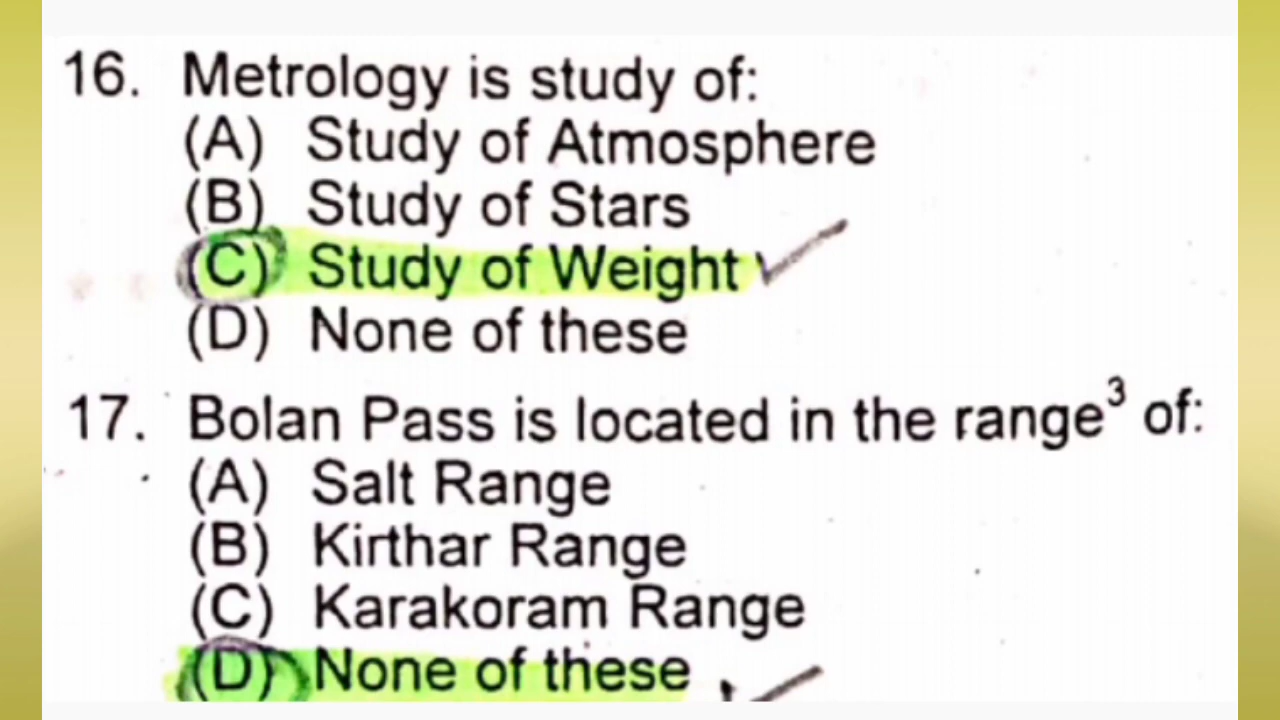 16. Metrology is study of:
(A) Study of Atmosphere
(B) Study of Stars
(C) Study of Weight
(D) None of these
17. Bolan Pass is located in the range³ of:
(A) Salt Range
(B) Kirthar Range
(C) Karakoram Range
(D) None of these